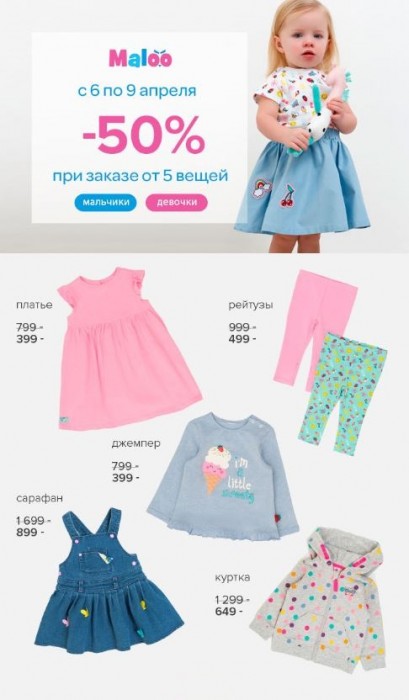 Maloo
с 6 по 9 апреля
-50%
при заказе от 5 вещей
мальчики
девочки
платье
799 -
399 -
рейтузы
999 -
499 -
джемпер
799 -
399 -
i'm
a
little
сарафан
1 699 -
899 -
куртка
1 299 -
649 -